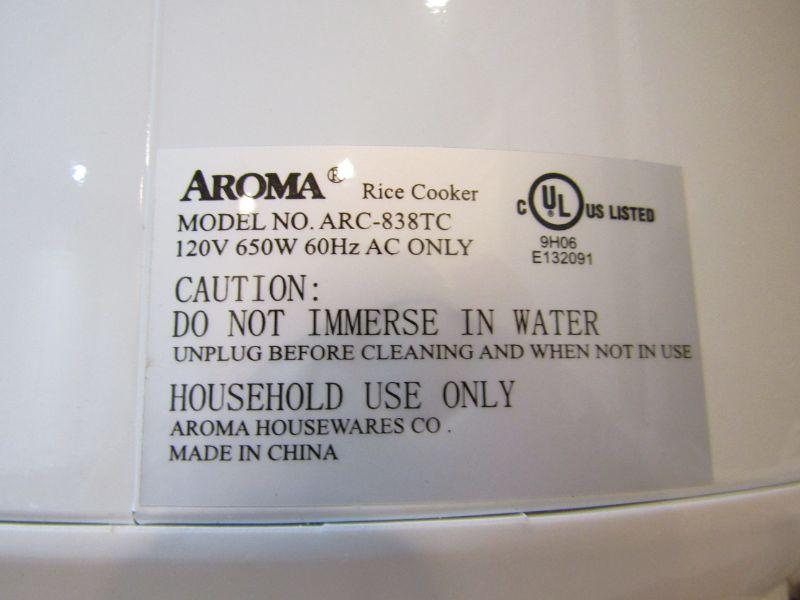 AROMA® Rice Cooker
MODEL NO. ARC-838TC
120V 650W 60Hz AC ONLY
C UL US LISTED
9H06
E132091
CAUTION:
DO NOT IMMERSE IN WATER
UNPLUG BEFORE CLEANING AND WHEN NOT IN USE
HOUSEHOLD USE ONLY
AROMA HOUSEWARES CO .
MADE IN CHINA